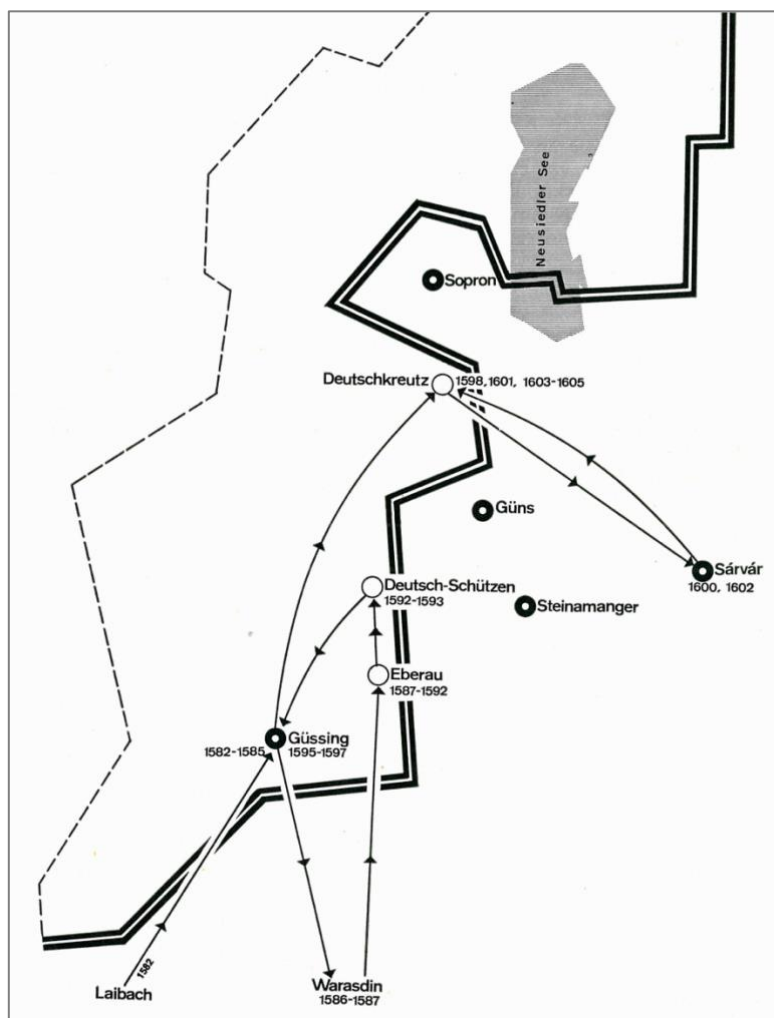 Neusiedler See
Sopron
Deutschkreutz
1598, 1601, 1603-1605
Güns
Sárvár
1600, 1602
Deutsch-Schützen
1592-1593
Steinamanger
Eberau
1587-1592
Güssing
1582-1585
1595-1597
1582
Laibach
Warasdin
1586-1587